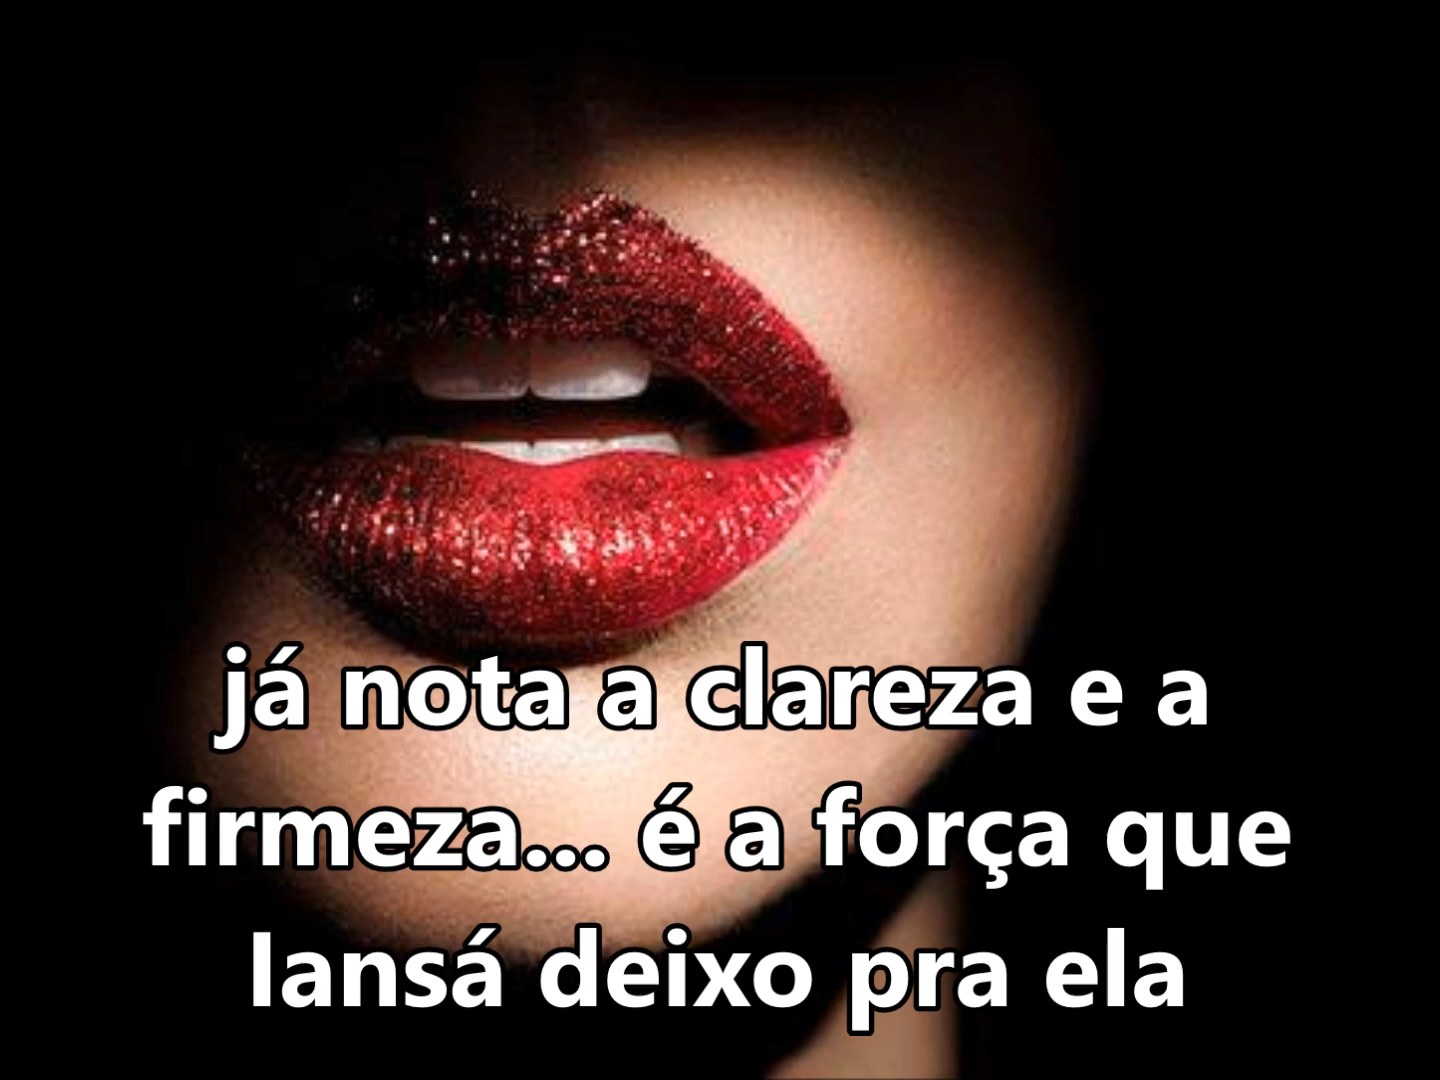 já nota a clareza e a
firmeza... é a força que
Iansá deixo pra ela